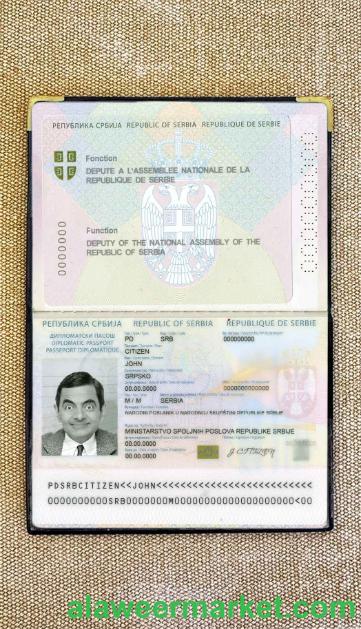 РЕПУБЛИКА СРБИЈА REPUBLIC OF SERBIA REPUBLIQUE DE SERBIE
Fonction
DEPUTE A L'ASSEMBLEE NATIONALE DE LA
REPUBLIQUE DE SERBIE
Function
DEPUTY OF THE NATIONAL ASSEMBLY OF THE
REPUBLIC OF SERBIA
0000000
РЕПУБЛИКА СРБИЈА REPUBLIC OF SERBIA REPUBLIQUE DE SERBIE
ДИПЛОМАТСКИ ПАСОШ
DIPLOMATIC PASSPORT
PASSEPORT DIPLOMATIQUE
PD SRB 000000000
CITIZEN
JOHN
SRPSKO
00.00.0000 0000000000000
M / M SERBIA
NARODNI POSLANIK U NARODNOJ SKUPŠTINI REPUBLIKE SRBIJE
MINISTARSTVO SPOLJNIH POSLOVA REPUBLIKE SRBIJE
00.00.0000
00.00.0000 J.CITIZEN
PDSRBCITIZEN<<JOHN<<<<<<<<<<<<<<<<<<<<<<<<<<
alaweermarket.com